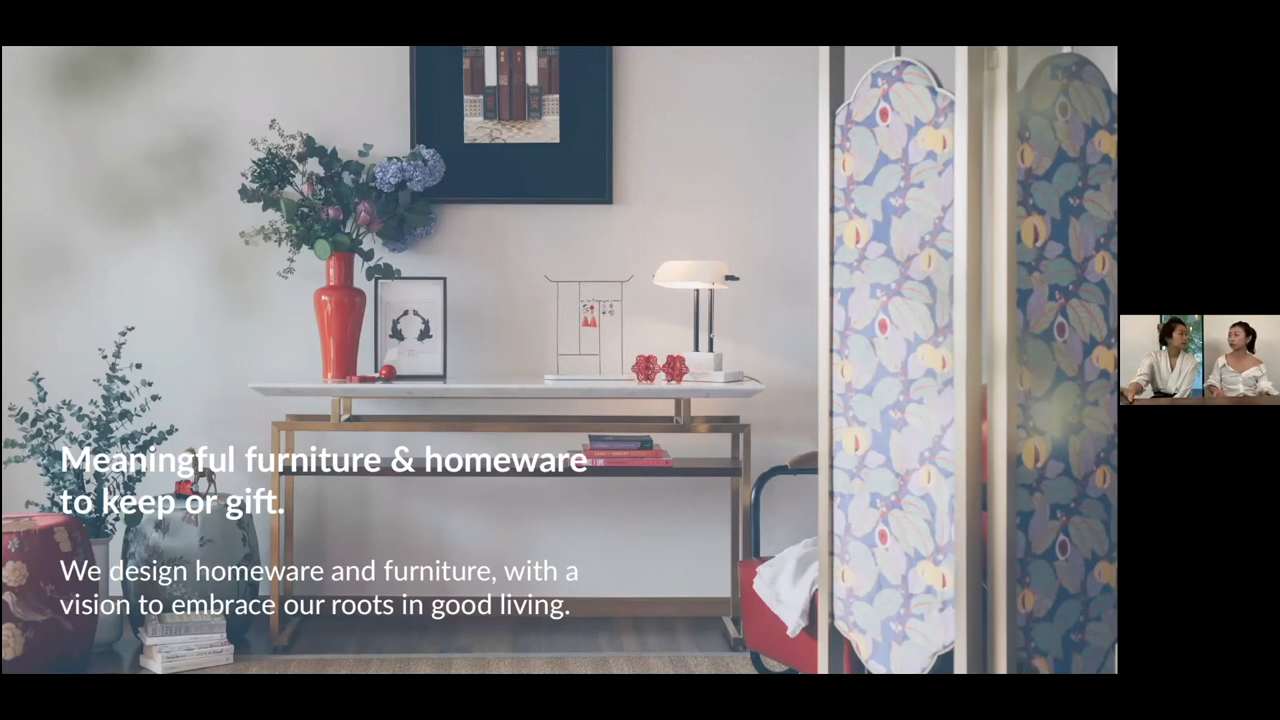 Meaningful furniture & homeware
to keep or gift.
We design homeware and furniture, with a
vision to embrace our roots in good living.